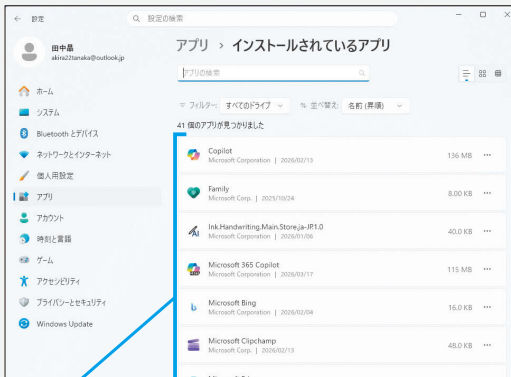 ← 設定
設定の検索
田中晶
akira22tanaka@outlook.jp
ホーム
システム
Bluetooth とデバイス
ネットワークとインターネット
個人用設定
アプリ
アカウント
時刻と言語
ゲーム
アクセシビリティ
プライバシーとセキュリティ
Windows Update
アプリ › インストールされているアプリ
アプリの検索
フィルター: すべてのドライブ
並べ替え: 名前 (昇順)
41 個のアプリが見つかりました
Copilot
Microsoft Corporation | 2026/02/13
136 MB
Family
Microsoft Corp. | 2025/10/24
8.00 KB
Ink.Handwriting.Main.Store.ja-JP.1.0
Microsoft Corporation | 2026/01/06
40.0 KB
Microsoft 365 Copilot
Microsoft Corporation | 2026/03/17
115 MB
Microsoft Bing
Microsoft Corporation | 2026/02/04
16.0 KB
Microsoft Clipchamp
Microsoft Corp. | 2026/02/13
48.0 KB